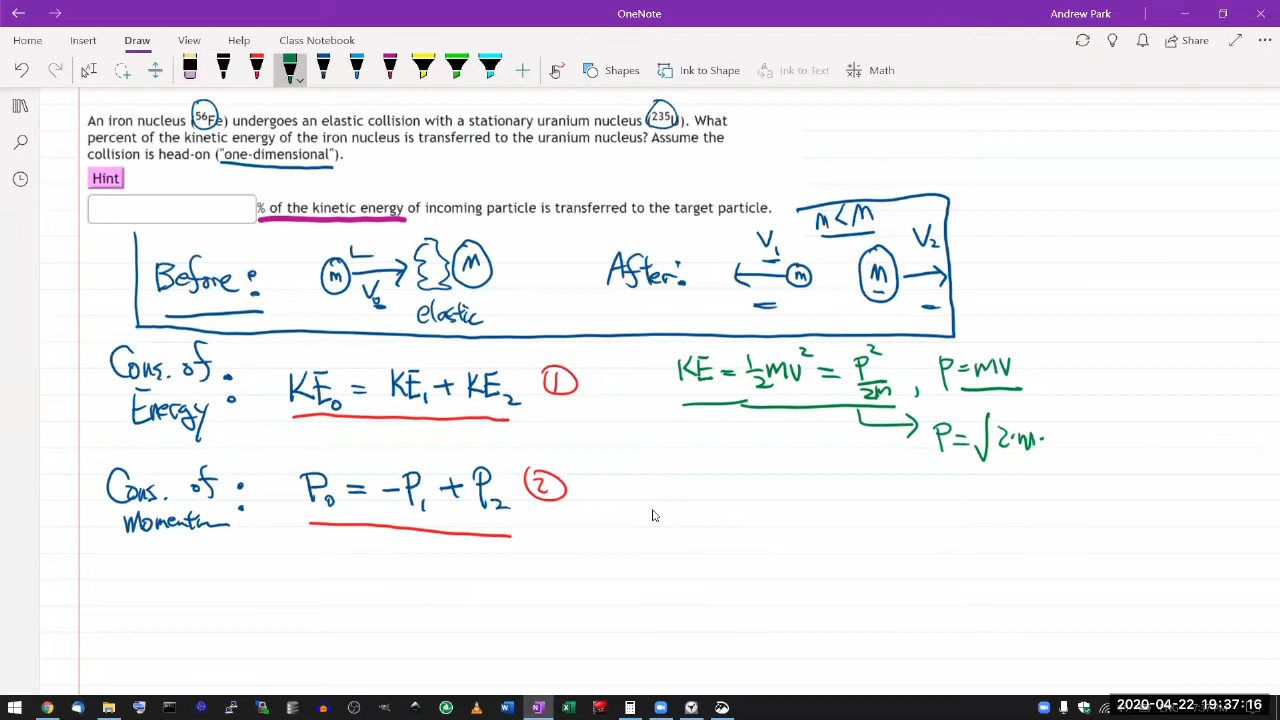 OneNote
Andrew Park
Home Insert Draw View Help Class Notebook
Share
Shapes Ink to Shape Ink to Text Math
An iron nucleus (56Fe) undergoes an elastic collision with a stationary uranium nucleus (235U). What
percent of the kinetic energy of the iron nucleus is transferred to the uranium nucleus? Assume the
collision is head-on ("one-dimensional").
Hint
% of the kinetic energy of incoming particle is transferred to the target particle.
m < M
Before: m V0 M
elastic
After: V1 m M V2
Cons. of
Energy :
KE0 = KE1 + KE2 ①
KE = 1/2 mv² = P²/2m , P = mv
P = √2·m·
Cons. of
Momentum :
P0 = -P1 + P2 ②
2020-04-22 19:37:16